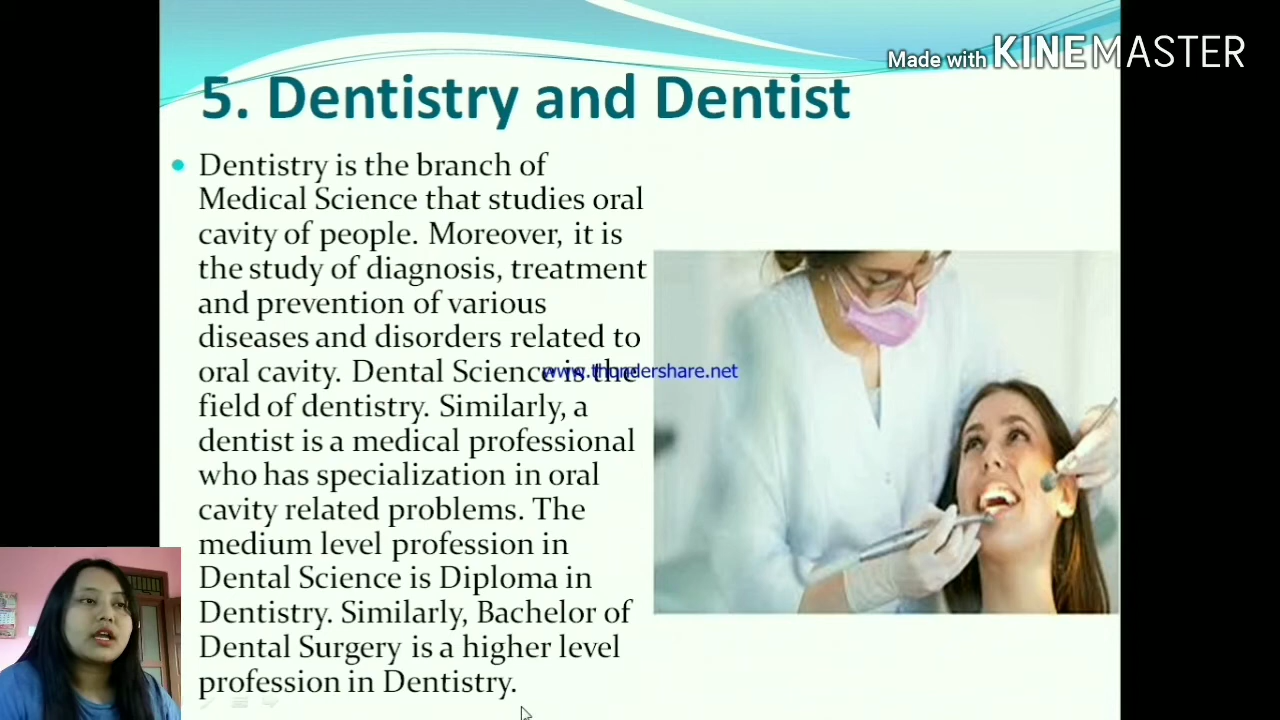 Made with KINEMASTER
5. Dentistry and Dentist
Dentistry is the branch of
Medical Science that studies oral
cavity of people. Moreover, it is
the study of diagnosis, treatment
and prevention of various
diseases and disorders related to
oral cavity. Dental Science is the
www.thundershare.net
field of dentistry. Similarly, a
dentist is a medical professional
who has specialization in oral
cavity related problems. The
medium level profession in
Dental Science is Diploma in
Dentistry. Similarly, Bachelor of
Dental Surgery is a higher level
profession in Dentistry.